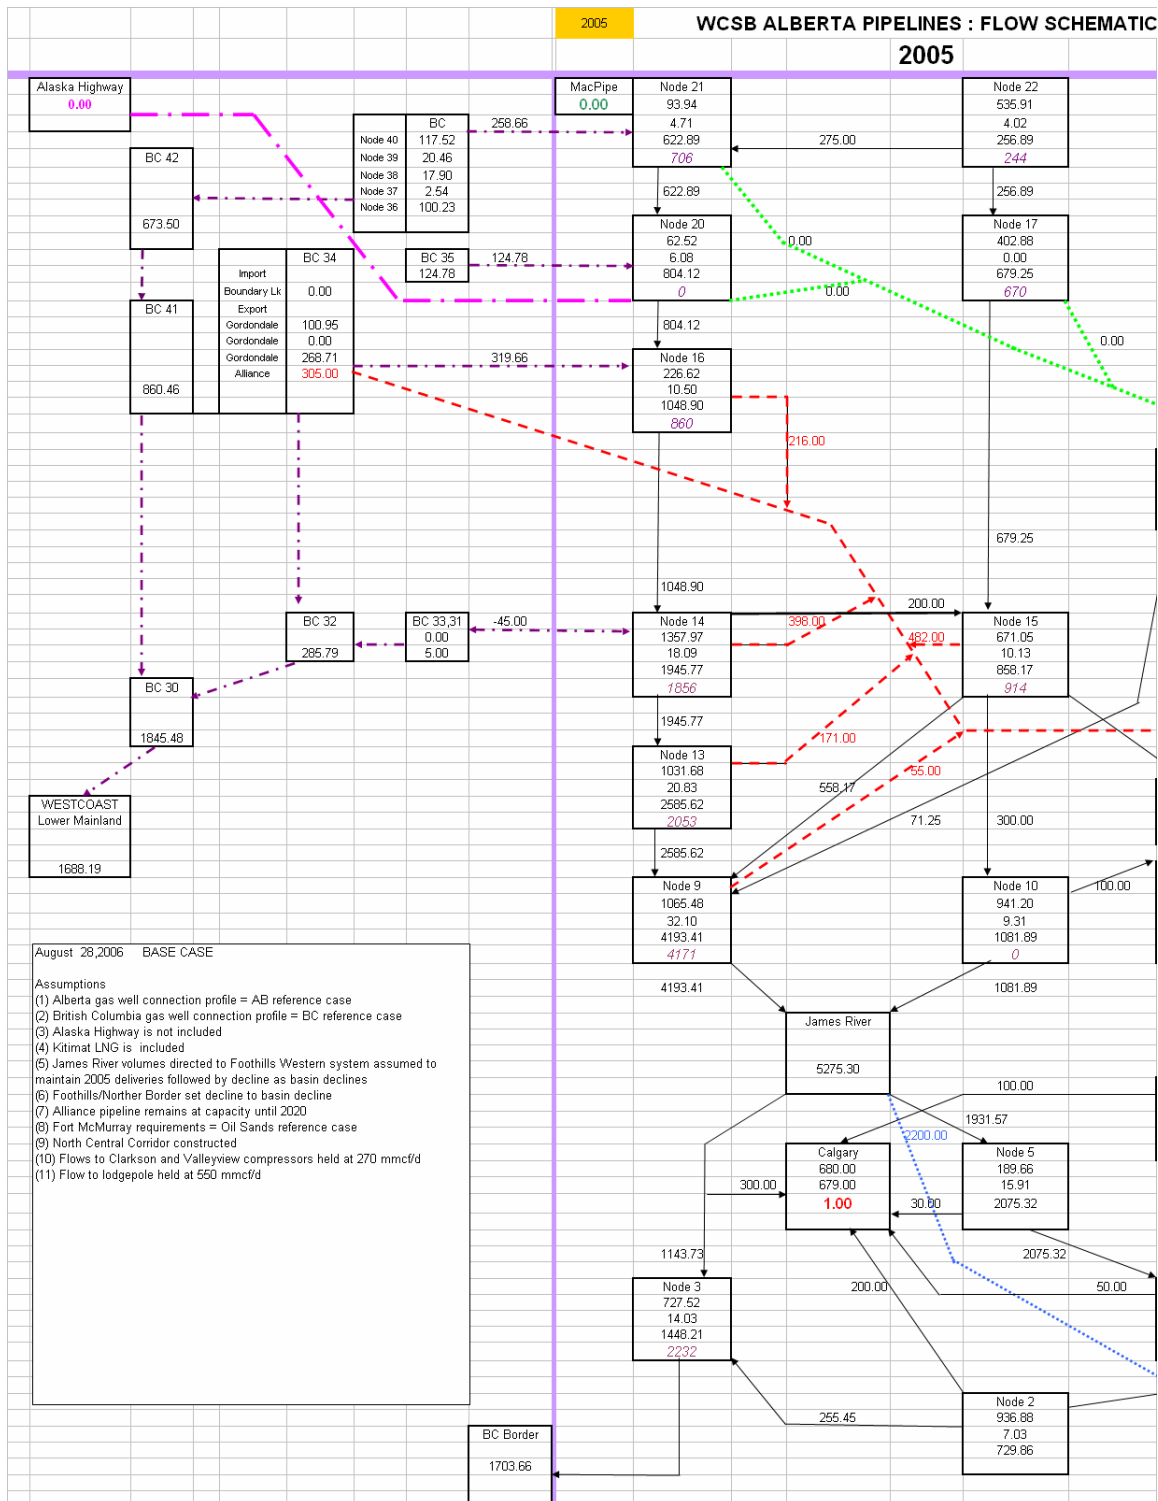 2005
WCSB ALBERTA PIPELINES : FLOW SCHEMATIC
2005
Alaska Highway
0.00
MacPipe
0.00
Node 21
93.94
4.71
622.89
706
Node 22
535.91
4.02
256.89
244
BC
Node 40 117.52
Node 39 20.46
Node 38 17.90
Node 37 2.54
Node 36 100.23
258.66
275.00
BC 42
673.50
622.89
256.89
Node 20
62.52
6.08
804.12
0
Node 17
402.88
0.00
679.25
670
0.00
0.00
0.00
BC 34
Import
Boundary Lk 0.00
Export
Gordondale 100.95
Gordondale 0.00
Gordondale 268.71
Alliance 305.00
BC 35
124.78
124.78
BC 41
860.46
804.12
319.66
Node 16
226.62
10.50
1048.90
860
216.00
679.25
1048.90
200.00
BC 32
285.79
BC 33,31
0.00
5.00
-45.00
Node 14
1357.97
18.09
1945.77
1856
398.00
482.00
Node 15
671.05
10.13
858.17
914
BC 30
1845.48
1945.77
171.00
Node 13
1031.68
20.83
2585.62
2053
55.00
558.17
71.25
300.00
WESTCOAST
Lower Mainland
1688.19
2585.62
Node 9
1065.48
32.10
4193.41
4171
Node 10
941.20
9.31
1081.89
0
100.00
4193.41
1081.89
August 28,2006 BASE CASE
Assumptions
(1) Alberta gas well connection profile = AB reference case
(2) British Columbia gas well connection profile = BC reference case
(3) Alaska Highway is not included
(4) Kitimat LNG is included
(5) James River volumes directed to Foothills Western system assumed to
maintain 2005 deliveries followed by decline as basin declines
(6) Foothills/Norther Border set decline to basin decline
(7) Alliance pipeline remains at capacity until 2020
(8) Fort McMurray requirements = Oil Sands reference case
(9) North Central Corridor constructed
(10) Flows to Clarkson and Valleyview compressors held at 270 mmcf/d
(11) Flow to lodgepole held at 550 mmcf/d
James River
5275.30
100.00
1931.57
2200.00
Calgary
680.00
679.00
1.00
Node 5
189.66
15.91
2075.32
300.00
30.00
1143.73
2075.32
200.00
50.00
Node 3
727.52
14.03
1448.21
2232
255.45
Node 2
936.88
7.03
729.86
BC Border
1703.66